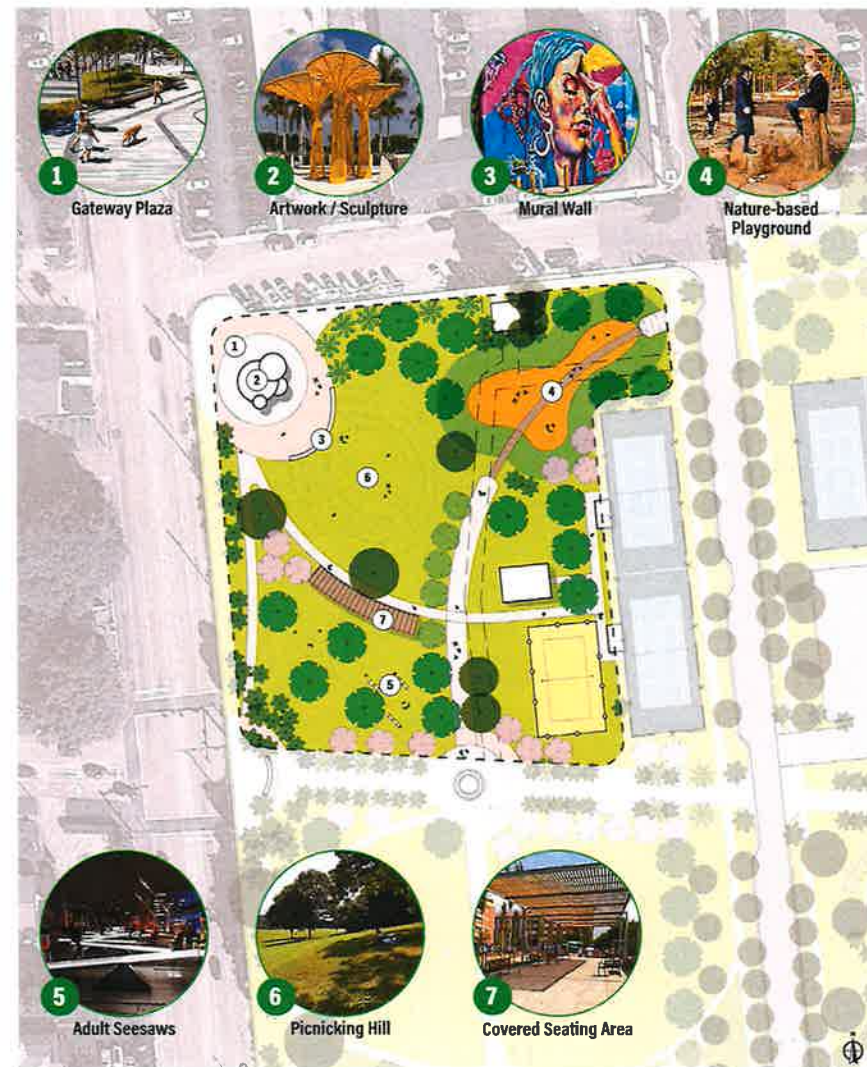 1
Gateway Plaza
2
Artwork / Sculpture
3
Mural Wall
4
Nature-based
Playground
1
2
3
4
6
7
5
5
Adult Seesaws
6
Picnicking Hill
7
Covered Seating Area